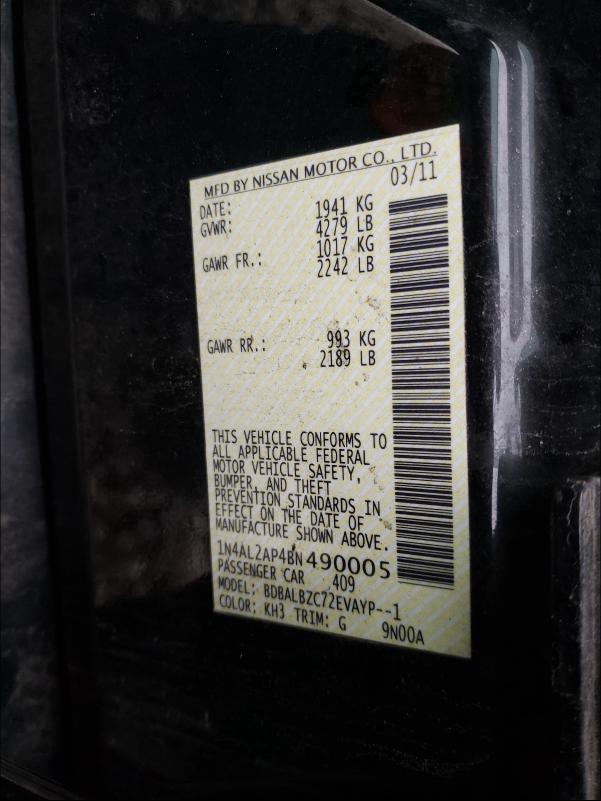 MFD BY NISSAN MOTOR CO., LTD.
DATE: 03/11
GVWR: 1941 KG
4279 LB
GAWR FR.: 1017 KG
2242 LB
GAWR RR.: 993 KG
2189 LB
THIS VEHICLE CONFORMS TO
ALL APPLICABLE FEDERAL
MOTOR VEHICLE SAFETY,
BUMPER, AND THEFT
PREVENTION STANDARDS IN
EFFECT ON THE DATE OF
MANUFACTURE SHOWN ABOVE.
1N4AL2AP4BN490005
PASSENGER CAR 409
MODEL: BDBALBZC72EVAYP--1
COLOR: KH3 TRIM: G 9N00A